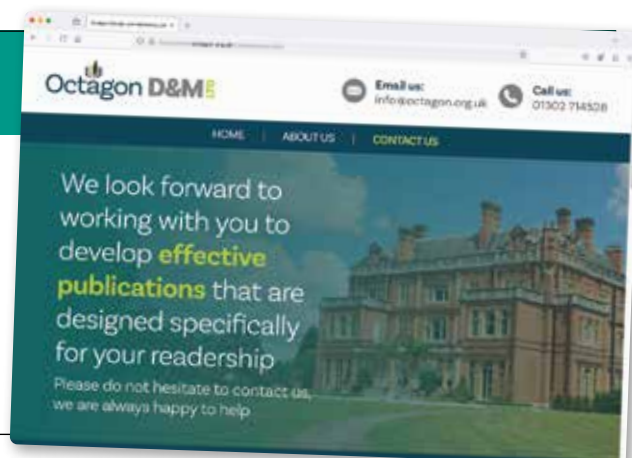 Octagon D&M LTD
Email us:
info@octagon.org.uk
Call us:
01302 714528
HOME | ABOUT US | CONTACT US
We look forward to
working with you to
develop effective
publications that are
designed specifically
for your readership
Please do not hesitate to contact us,
we are always happy to help